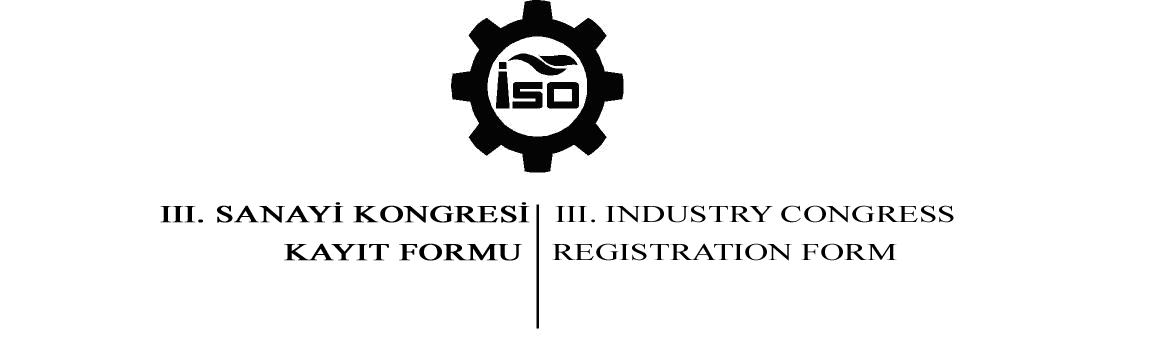 İSO
III. SANAYİ KONGRESİ
KAYIT FORMU
III. INDUSTRY CONGRESS
REGISTRATION FORM